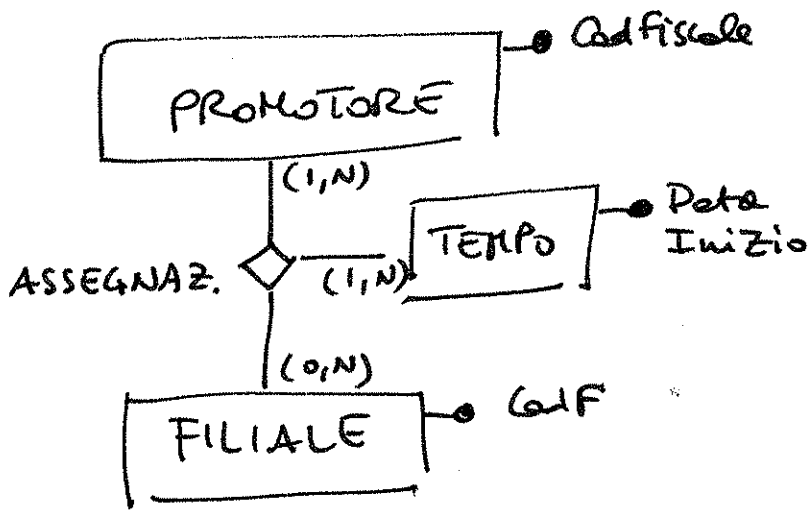 CodFiscale
PROMOTORE
(1,N)
TEMPO
Data
Inizio
ASSEGNAZ.
(1,N)
(0,N)
FILIALE
CodF